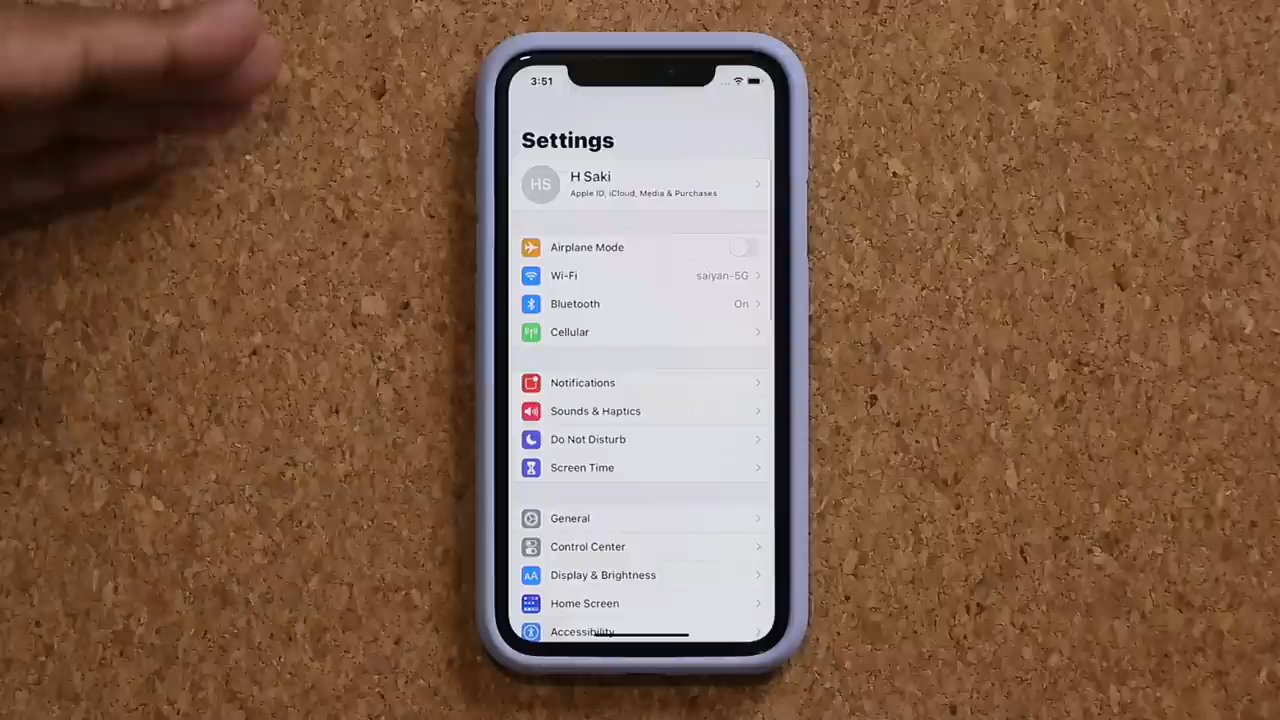 3:51
Settings
HS
H Saki
Apple ID, iCloud, Media & Purchases
Airplane Mode
Wi-Fi saiyan-5G
Bluetooth On
Cellular
Notifications
Sounds & Haptics
Do Not Disturb
Screen Time
General
Control Center
AA Display & Brightness
Home Screen
Accessibility